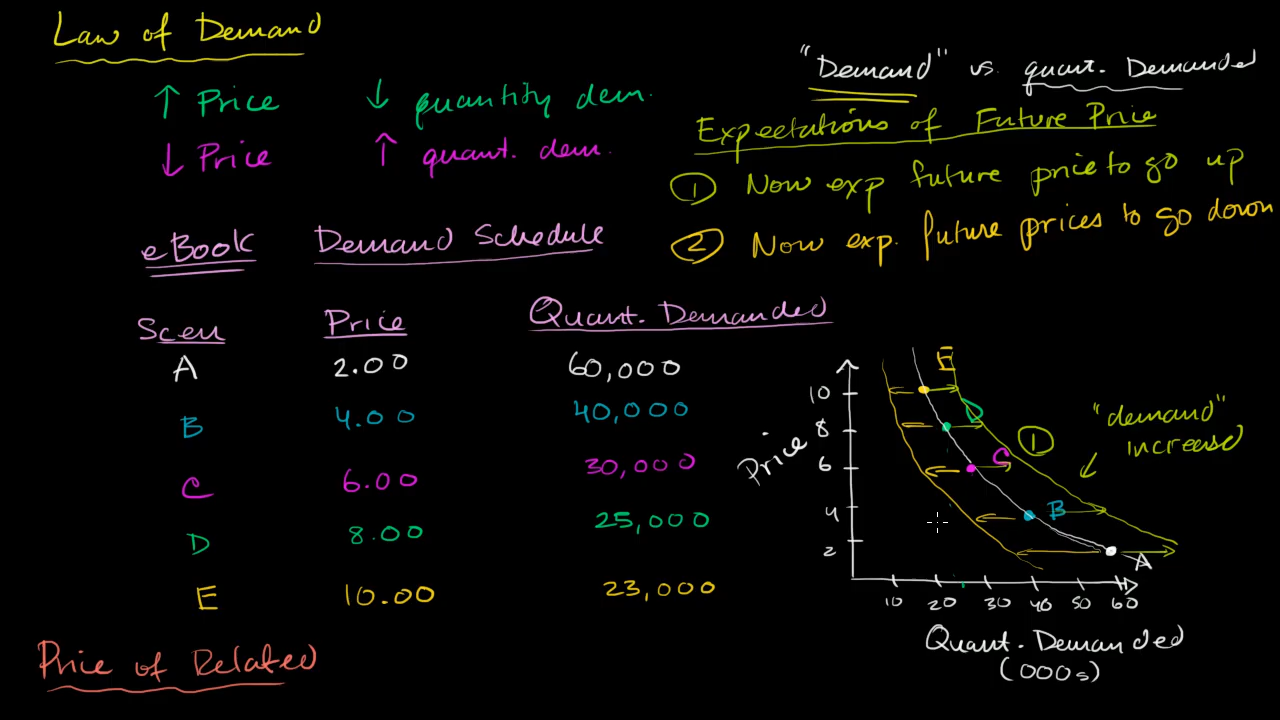 Law of Demand
↑ Price ↓ quantity dem.
↓ Price ↑ quant. dem.
"Demand" vs. quant. Demanded
Expectations of Future Price
① Now exp future price to go up
② Now exp. future prices to go down
eBook Demand Schedule
Scen Price Quant. Demanded
A 2.00 60,000
B 4.00 40,000
C 6.00 30,000
D 8.00 25,000
E 10.00 23,000
Price of Related
Price
10
8
6
4
2
E
D
C
B
A
①
"demand"
increase
10 20 30 40 50 60
Quant. Demanded
(000s)